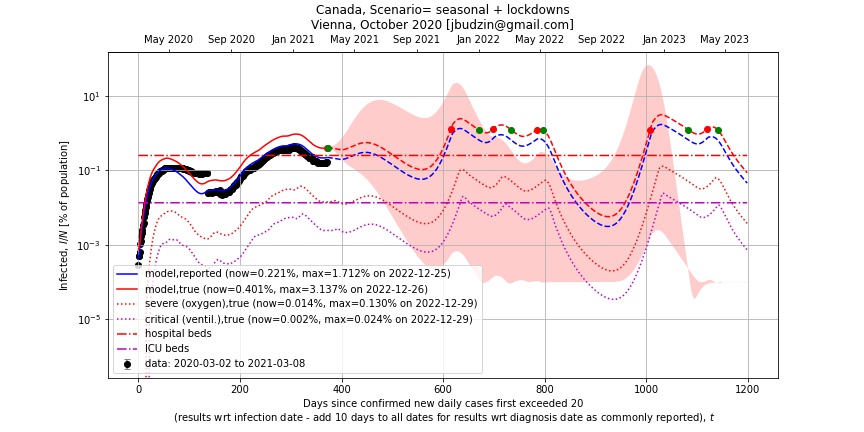 Canada, Scenario= seasonal + lockdowns
Vienna, October 2020 [jbudzin@gmail.com]
May 2020 Sep 2020 Jan 2021 May 2021 Sep 2021 Jan 2022 May 2022 Sep 2022 Jan 2023 May 2023
Infected, I/N [% of population]
10¹
10⁻¹
10⁻³
10⁻⁵
model,reported (now=0.221%, max=1.712% on 2022-12-25)
model,true (now=0.401%, max=3.137% on 2022-12-26)
severe (oxygen),true (now=0.014%, max=0.130% on 2022-12-29)
critical (ventil.),true (now=0.002%, max=0.024% on 2022-12-29)
hospital beds
ICU beds
data: 2020-03-02 to 2021-03-08
0 200 400 600 800 1000 1200
Days since confirmed new daily cases first exceeded 20
(results wrt infection date - add 10 days to all dates for results wrt diagnosis date as commonly reported), t